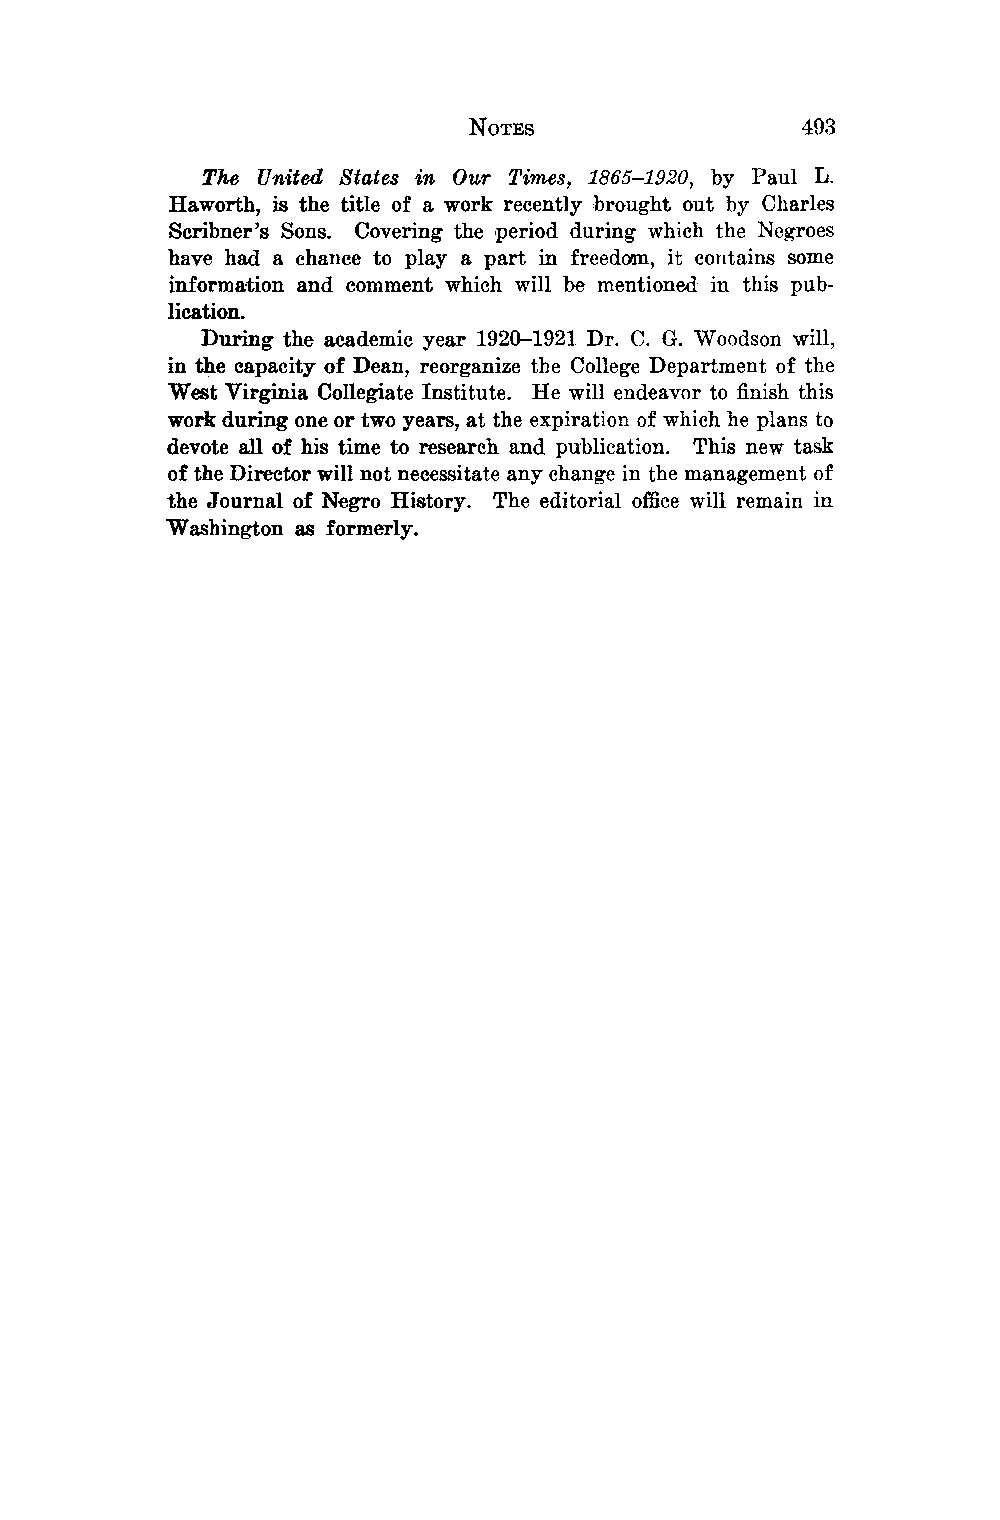 NOTES 493
The United States in Our Times, 1865–1920, by Paul L.
Haworth, is the title of a work recently brought out by Charles
Scribner's Sons. Covering the period during which the Negroes
have had a chance to play a part in freedom, it contains some
information and comment which will be mentioned in this pub-
lication.
During the academic year 1920–1921 Dr. C. G. Woodson will,
in the capacity of Dean, reorganize the College Department of the
West Virginia Collegiate Institute. He will endeavor to finish this
work during one or two years, at the expiration of which he plans to
devote all of his time to research and publication. This new task
of the Director will not necessitate any change in the management of
the Journal of Negro History. The editorial office will remain in
Washington as formerly.